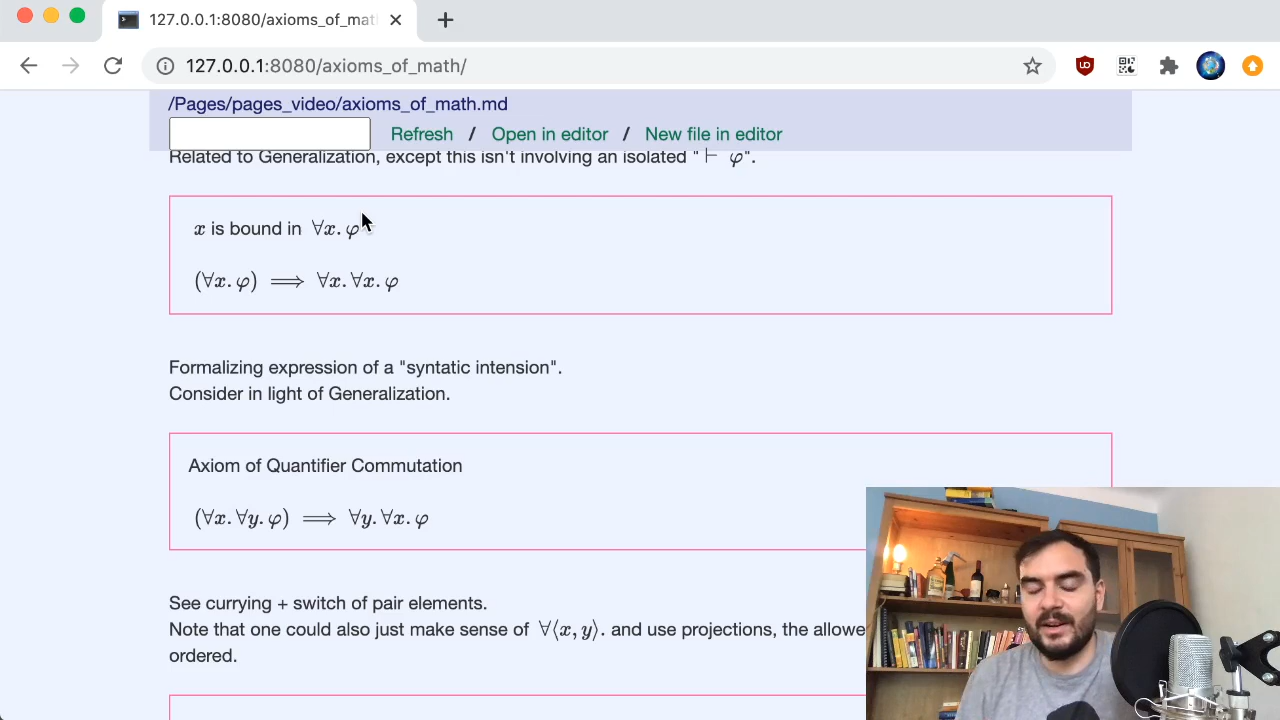 127.0.0.1:8080/axioms_of_mat
127.0.0.1:8080/axioms_of_math/
/Pages/pages_video/axioms_of_math.md
Refresh / Open in editor / New file in editor
Related to Generalization, except this isn't involving an isolated "⊢ φ".
x is bound in ∀x. φ
(∀x. φ) ⟹ ∀x. ∀x. φ
Formalizing expression of a "syntatic intension".
Consider in light of Generalization.
Axiom of Quantifier Commutation
(∀x. ∀y. φ) ⟹ ∀y. ∀x. φ
See currying + switch of pair elements.
Note that one could also just make sense of ∀⟨x, y⟩. and use projections, the allowe
ordered.